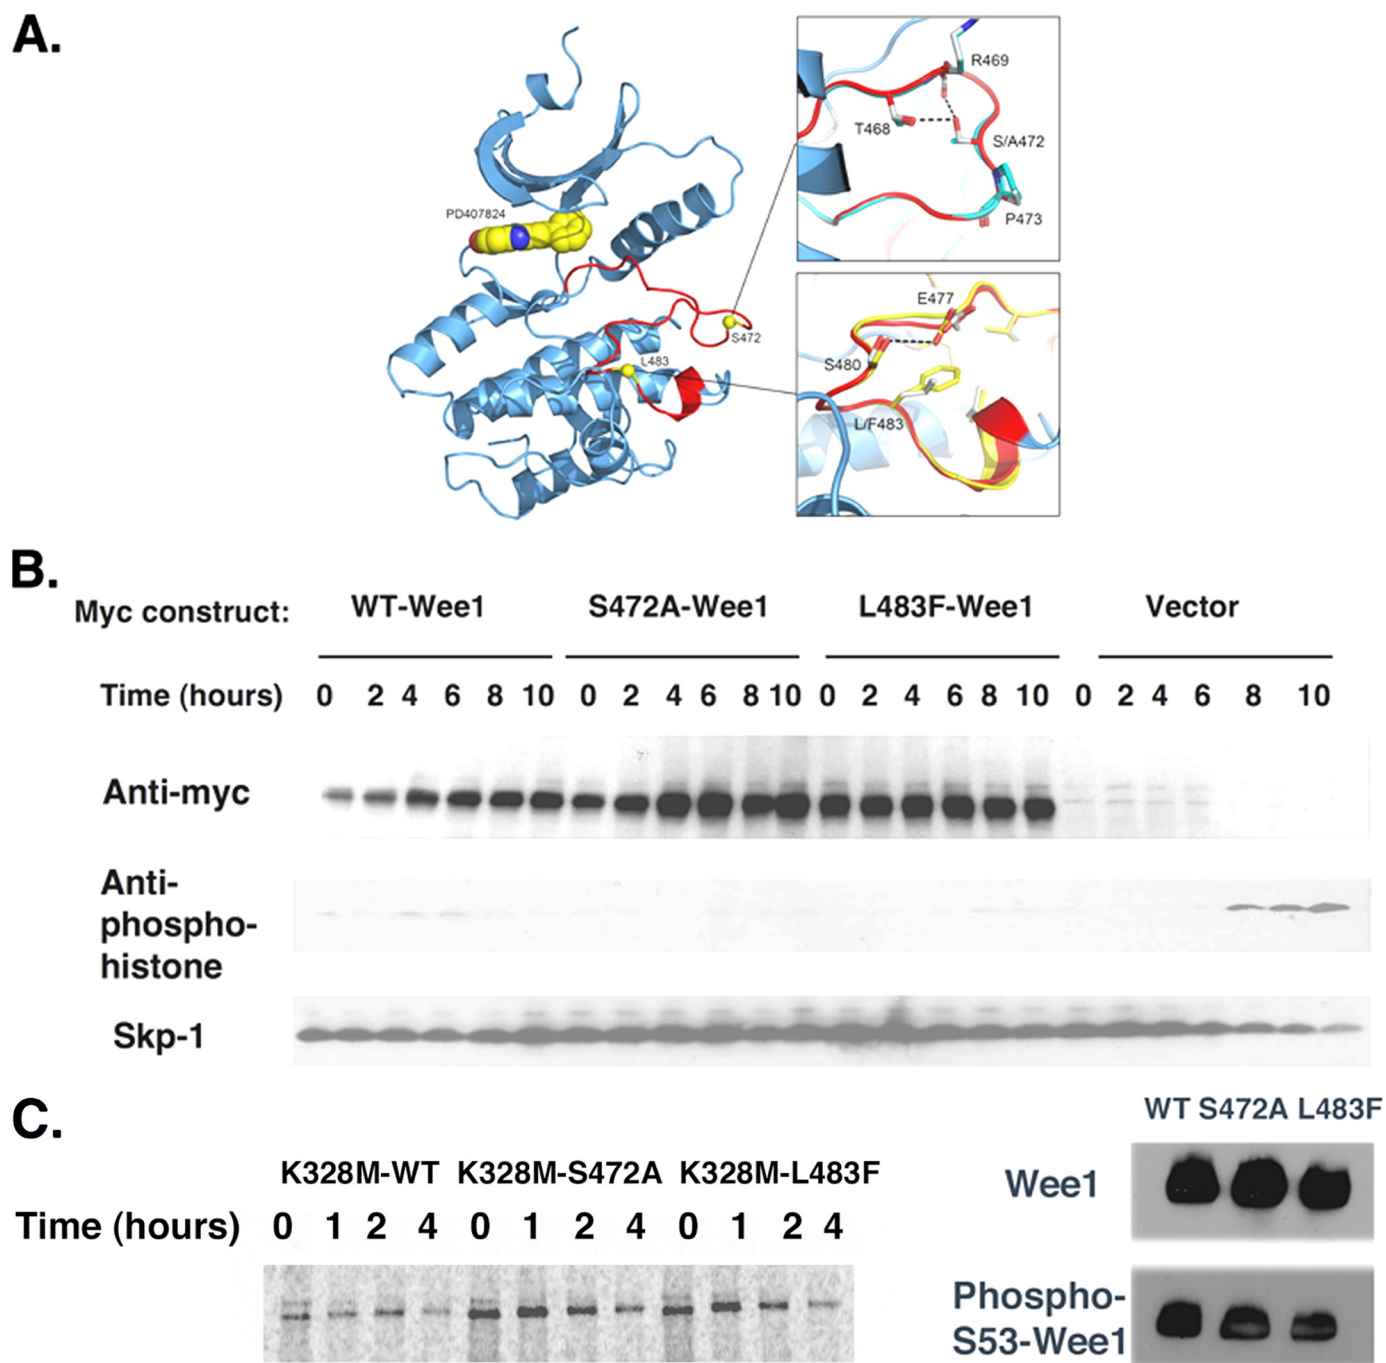 A.
PD407824
S472
L483
R469
T468
S/A472
P473
E477
S480
L/F483
B.
Myc construct: WT-Wee1 S472A-Wee1 L483F-Wee1 Vector
Time (hours) 0 2 4 6 8 10 0 2 4 6 8 10 0 2 4 6 8 10 0 2 4 6 8 10
Anti-myc
Anti-
phospho-
histone
Skp-1
C.
K328M-WT K328M-S472A K328M-L483F
Time (hours) 0 1 2 4 0 1 2 4 0 1 2 4
WT S472A L483F
Wee1
Phospho-
S53-Wee1